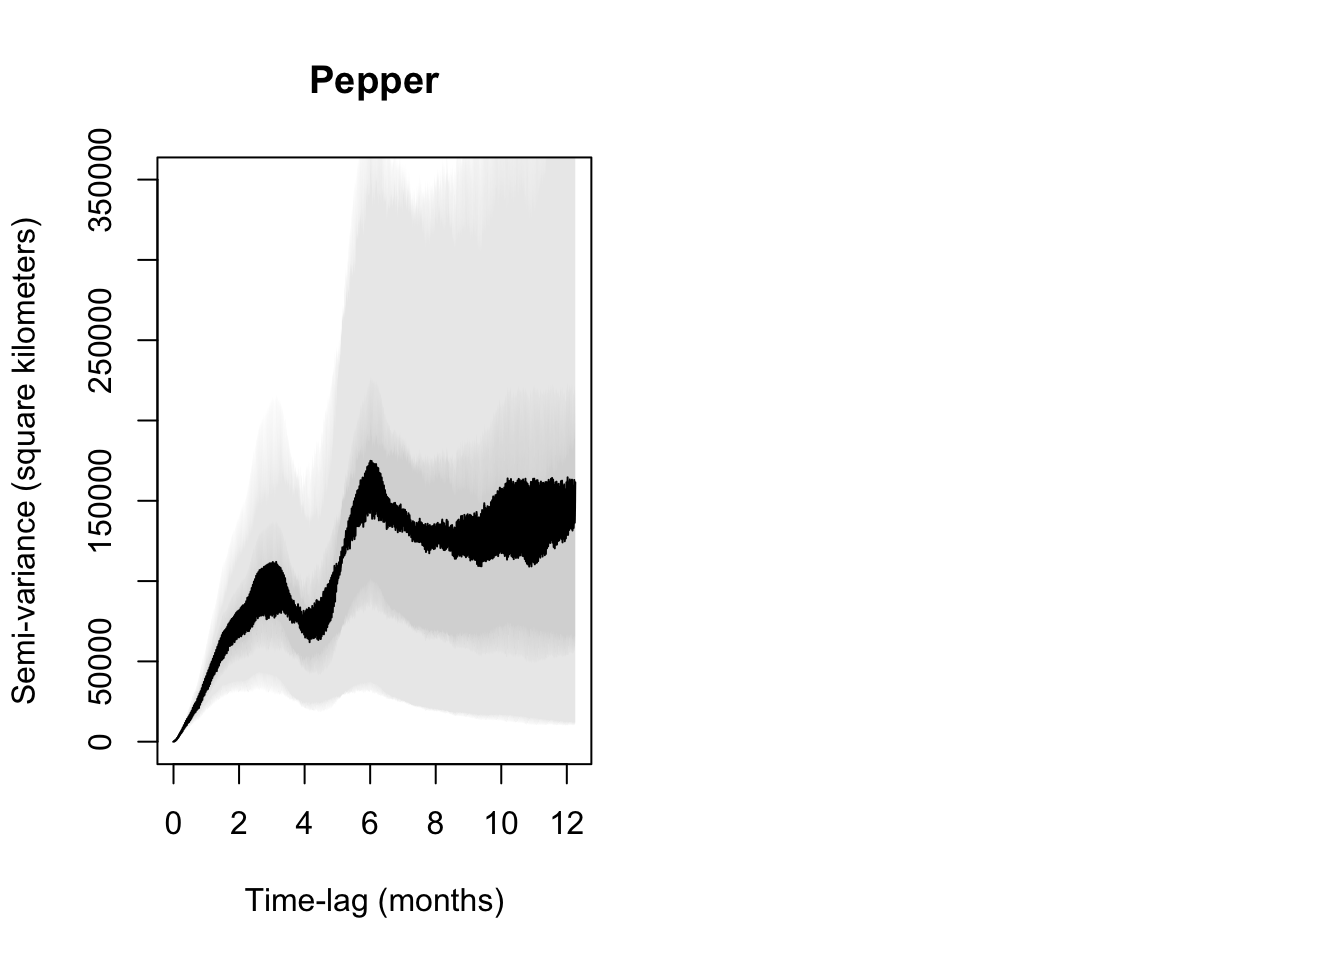 Pepper
Semi-variance (square kilometers)
350000
250000
150000
50000
0
0 2 4 6 8 10 12
Time-lag (months)